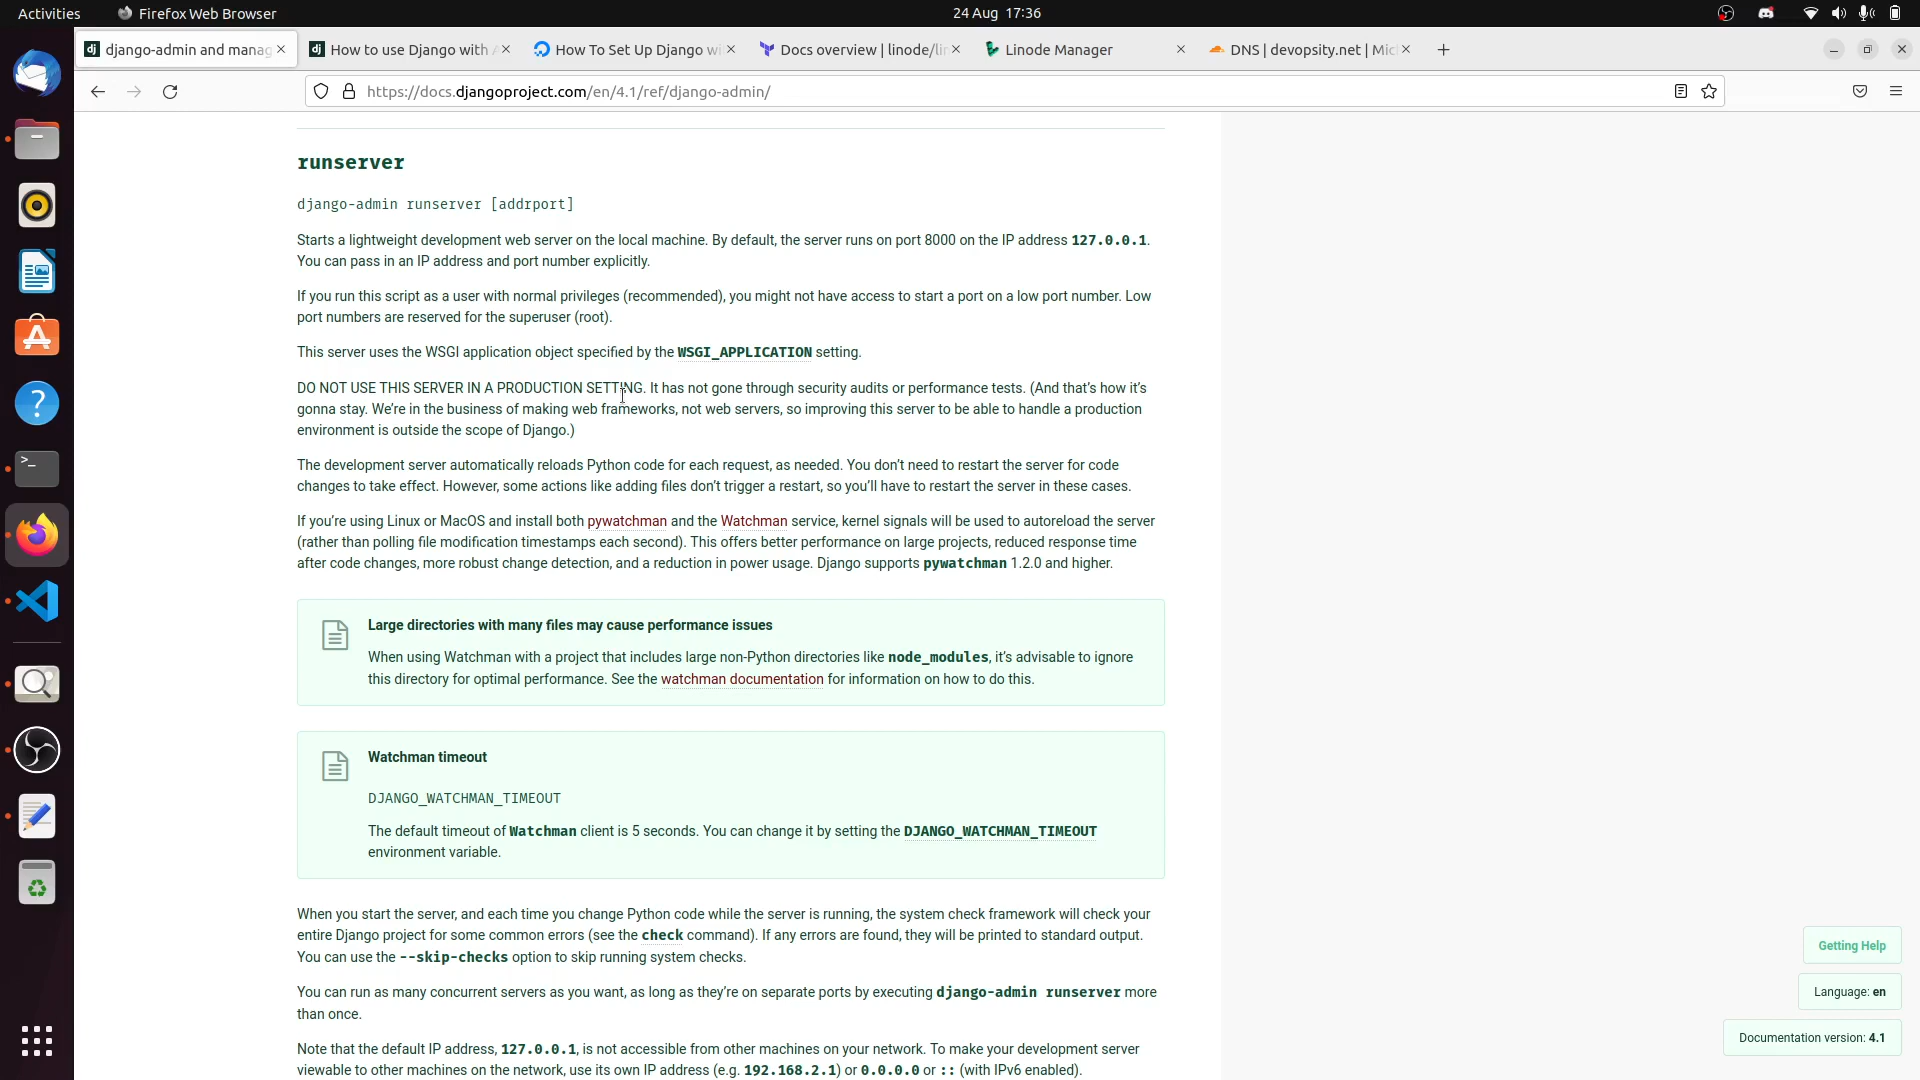 Activities
Firefox Web Browser
24 Aug 17:36
django-admin and manag
How to use Django with
How To Set Up Django wi
Docs overview | linode/lin
Linode Manager
DNS | devopsity.net | Mic
https://docs.djangoproject.com/en/4.1/ref/django-admin/
runserver
django-admin runserver [addrport]
Starts a lightweight development web server on the local machine. By default, the server runs on port 8000 on the IP address 127.0.0.1.
You can pass in an IP address and port number explicitly.
If you run this script as a user with normal privileges (recommended), you might not have access to start a port on a low port number. Low
port numbers are reserved for the superuser (root).
This server uses the WSGI application object specified by the WSGI_APPLICATION setting.
DO NOT USE THIS SERVER IN A PRODUCTION SETTING. It has not gone through security audits or performance tests. (And that's how it's
gonna stay. We're in the business of making web frameworks, not web servers, so improving this server to be able to handle a production
environment is outside the scope of Django.)
The development server automatically reloads Python code for each request, as needed. You don't need to restart the server for code
changes to take effect. However, some actions like adding files don't trigger a restart, so you'll have to restart the server in these cases.
If you're using Linux or MacOS and install both pywatchman and the Watchman service, kernel signals will be used to autoreload the server
(rather than polling file modification timestamps each second). This offers better performance on large projects, reduced response time
after code changes, more robust change detection, and a reduction in power usage. Django supports pywatchman 1.2.0 and higher.
Large directories with many files may cause performance issues
When using Watchman with a project that includes large non-Python directories like node_modules, it's advisable to ignore
this directory for optimal performance. See the watchman documentation for information on how to do this.
Watchman timeout
DJANGO_WATCHMAN_TIMEOUT
The default timeout of Watchman client is 5 seconds. You can change it by setting the DJANGO_WATCHMAN_TIMEOUT
environment variable.
When you start the server, and each time you change Python code while the server is running, the system check framework will check your
entire Django project for some common errors (see the check command). If any errors are found, they will be printed to standard output.
You can use the --skip-checks option to skip running system checks.
You can run as many concurrent servers as you want, as long as they're on separate ports by executing django-admin runserver more
than once.
Note that the default IP address, 127.0.0.1, is not accessible from other machines on your network. To make your development server
viewable to other machines on the network, use its own IP address (e.g. 192.168.2.1) or 0.0.0.0 or :: (with IPv6 enabled).
Getting Help
Language: en
Documentation version: 4.1